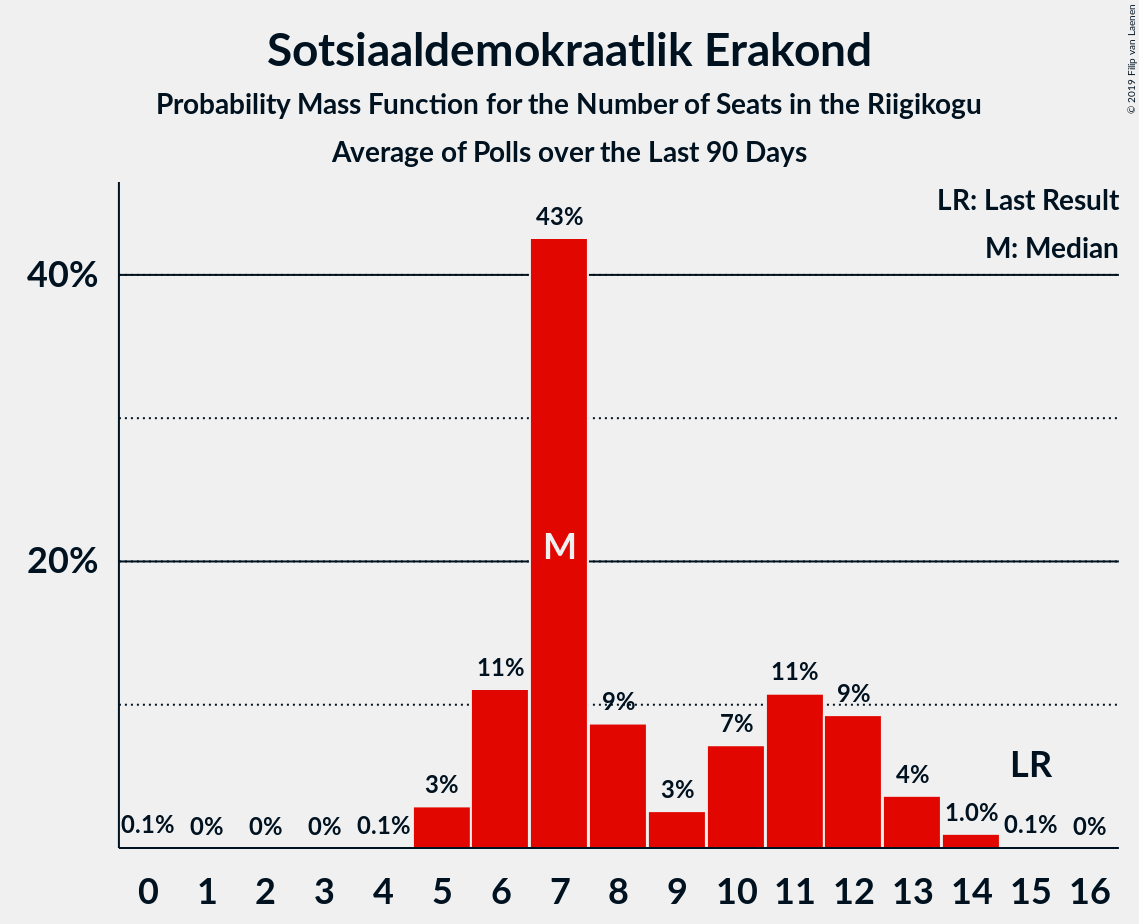 Sotsiaaldemokraatlik Erakond
Probability Mass Function for the Number of Seats in the Riigikogu
Average of Polls over the Last 90 Days
© 2019 Filip van Laenen
LR: Last Result
M: Median
43%
40%
M
20%
11%
11%
9%
9%
7%
3%
3%
4%
LR
0.1%
0%
0%
0%
0.1%
1.0%
0.1%
0%
0 1 2 3 4 5 6 7 8 9 10 11 12 13 14 15 16